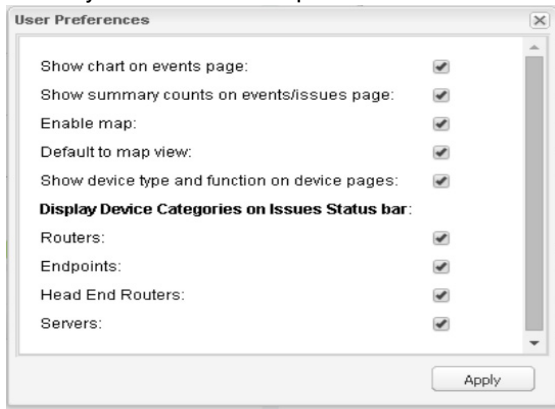 User Preferences
Show chart on events page:
Show summary counts on events/issues page:
Enable map:
Default to map view:
Show device type and function on device pages:
Display Device Categories on Issues Status bar:
Routers:
Endpoints:
Head End Routers:
Servers:
Apply